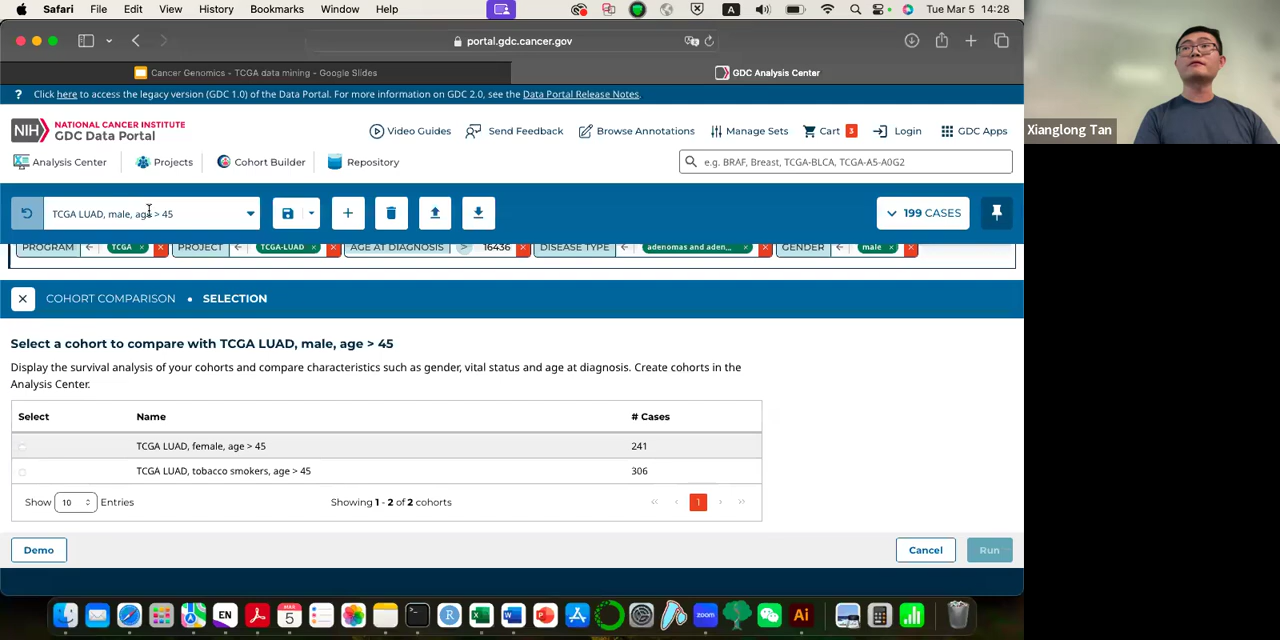 Safari File Edit View History Bookmarks Window Help A Tue Mar 5 14:28
portal.gdc.cancer.gov
Cancer Genomics - TCGA data mining - Google Slides
GDC Analysis Center
? Click here to access the legacy version (GDC 1.0) of the Data Portal. For more information on GDC 2.0, see the Data Portal Release Notes.
NIH NATIONAL CANCER INSTITUTE
GDC Data Portal
Video Guides Send Feedback Browse Annotations Manage Sets Cart 3 Login GDC Apps
Analysis Center Projects Cohort Builder Repository
e.g. BRAF, Breast, TCGA-BLCA, TCGA-A5-A0G2
TCGA LUAD, male, age > 45
199 CASES
PROGRAM TCGA PROJECT TCGA-LUAD AGE AT DIAGNOSIS > 16436 DISEASE TYPE adenomas and aden... GENDER male
COHORT COMPARISON • SELECTION
Select a cohort to compare with TCGA LUAD, male, age > 45
Display the survival analysis of your cohorts and compare characteristics such as gender, vital status and age at diagnosis. Create cohorts in the
Analysis Center.
Select Name # Cases
TCGA LUAD, female, age > 45 241
TCGA LUAD, tobacco smokers, age > 45 306
Show 10 Entries Showing 1 - 2 of 2 cohorts « ‹ 1 › »
Demo Cancel Run
EN MAR 5 R X W P zoom Ai
Xianglong Tan